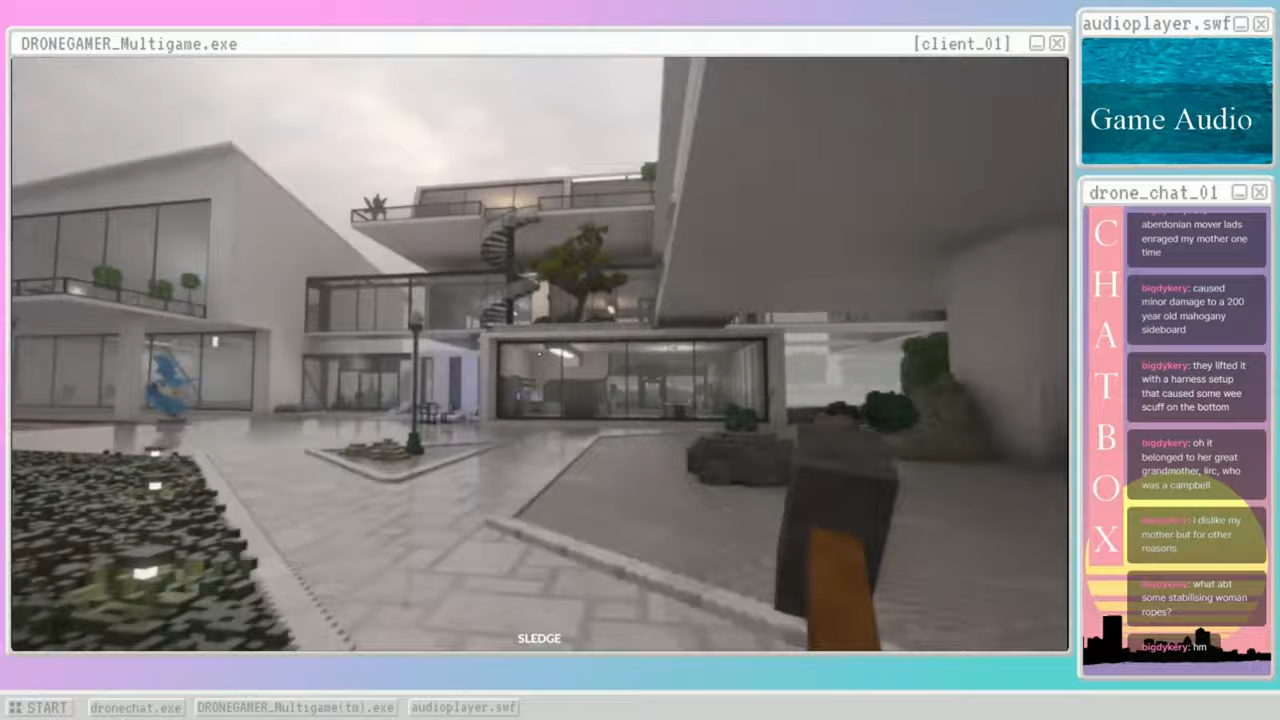 DRONEGAMER_Multigame.exe
[client_01]
SLEDGE
audioplayer.swf
Game Audio
drone_chat_01
CHATBOX
aberdonian mover lads
enraged my mother one
time
bigdykery: caused
minor damage to a 200
year old mahogany
sideboard
bigdykery: they lifted it
with a harness setup
that caused some wee
scuff on the bottom
bigdykery: oh it
belonged to her great
grandmother, iirc, who
was a campbell
bigdykery: i dislike my
mother but for other
reasons
bigdykery: what abt
some stabilising woman
ropes?
bigdykery: hm
START
dronechat.exe
DRONEGAMER_Multigame(tm).exe
audioplayer.swf